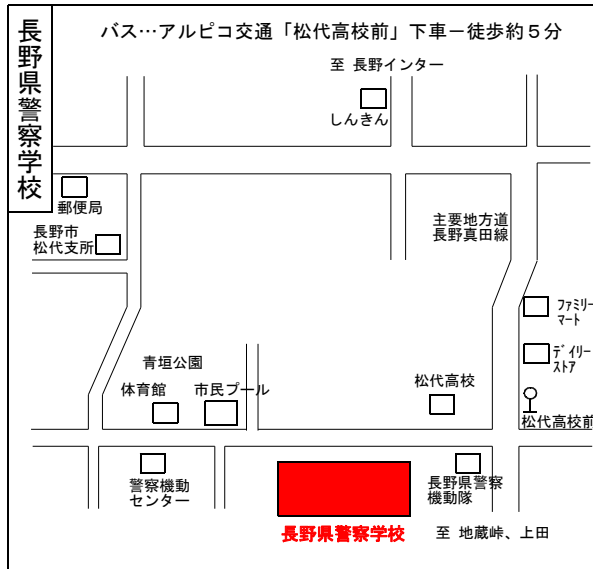 長野県警察学校
バス…アルピコ交通「松代高校前」下車－徒歩約５分
至 長野インター
しんきん
郵便局
長野市
松代支所
主要地方道
長野真田線
ﾌｧﾐﾘｰ
ﾏｰﾄ
ﾃﾞｲﾘｰ
ｽﾄｱ
青垣公園
体育館
市民プール
松代高校
松代高校前
警察機動
センター
長野県警察
機動隊
長野県警察学校
至 地蔵峠、上田